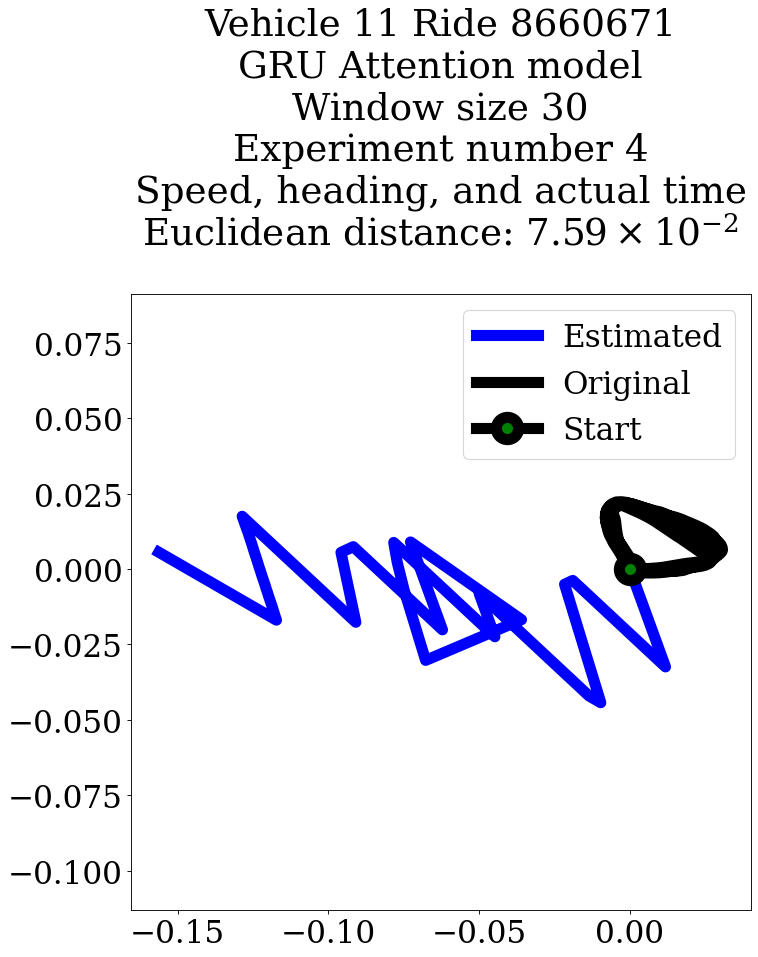 Vehicle 11 Ride 8660671
GRU Attention model
Window size 30
Experiment number 4
Speed, heading, and actual time
Euclidean distance: 7.59 × 10⁻²
Estimated
Original
Start
0.075
0.050
0.025
0.000
−0.025
−0.050
−0.075
−0.100
−0.15
−0.10
−0.05
0.00